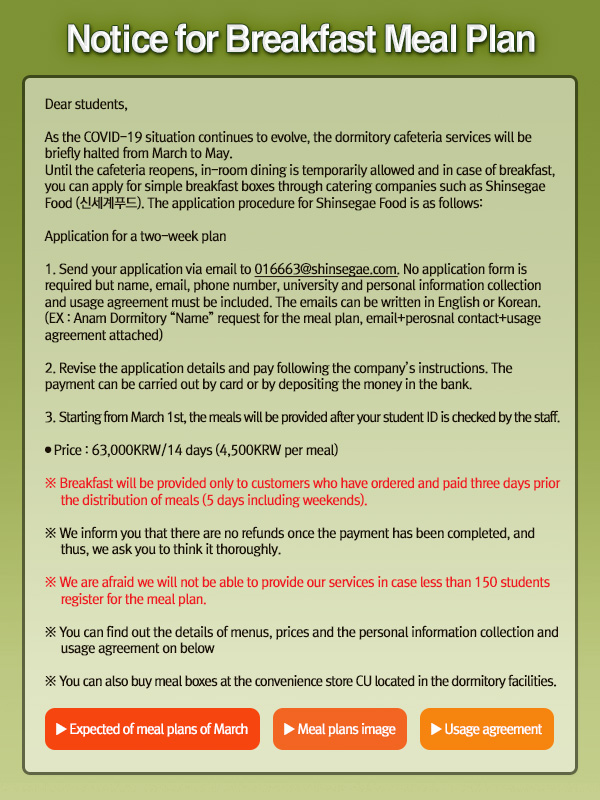 Notice for Breakfast Meal Plan
Dear students,
As the COVID-19 situation continues to evolve, the dormitory cafeteria services will be
briefly halted from March to May.
Until the cafeteria reopens, in-room dining is temporarily allowed and in case of breakfast,
you can apply for simple breakfast boxes through catering companies such as Shinsegae
Food (신세계푸드). The application procedure for Shinsegae Food is as follows:
Application for a two-week plan
1. Send your application via email to 016663@shinsegae.com. No application form is
required but name, email, phone number, university and personal information collection
and usage agreement must be included. The emails can be written in English or Korean.
(EX : Anam Dormitory “Name” request for the meal plan, email+perosnal contact+usage
agreement attached)
2. Revise the application details and pay following the company's instructions. The
payment can be carried out by card or by depositing the money in the bank.
3. Starting from March 1st, the meals will be provided after your student ID is checked by the staff.
● Price : 63,000KRW/14 days (4,500KRW per meal)
※ Breakfast will be provided only to customers who have ordered and paid three days prior
the distribution of meals (5 days including weekends).
※ We inform you that there are no refunds once the payment has been completed, and
thus, we ask you to think it thoroughly.
※ We are afraid we will not be able to provide our services in case less than 150 students
register for the meal plan.
※ You can find out the details of menus, prices and the personal information collection and
usage agreement on below
※ You can also buy meal boxes at the convenience store CU located in the dormitory facilities.
▶ Expected of meal plans of March ▶ Meal plans image ▶ Usage agreement